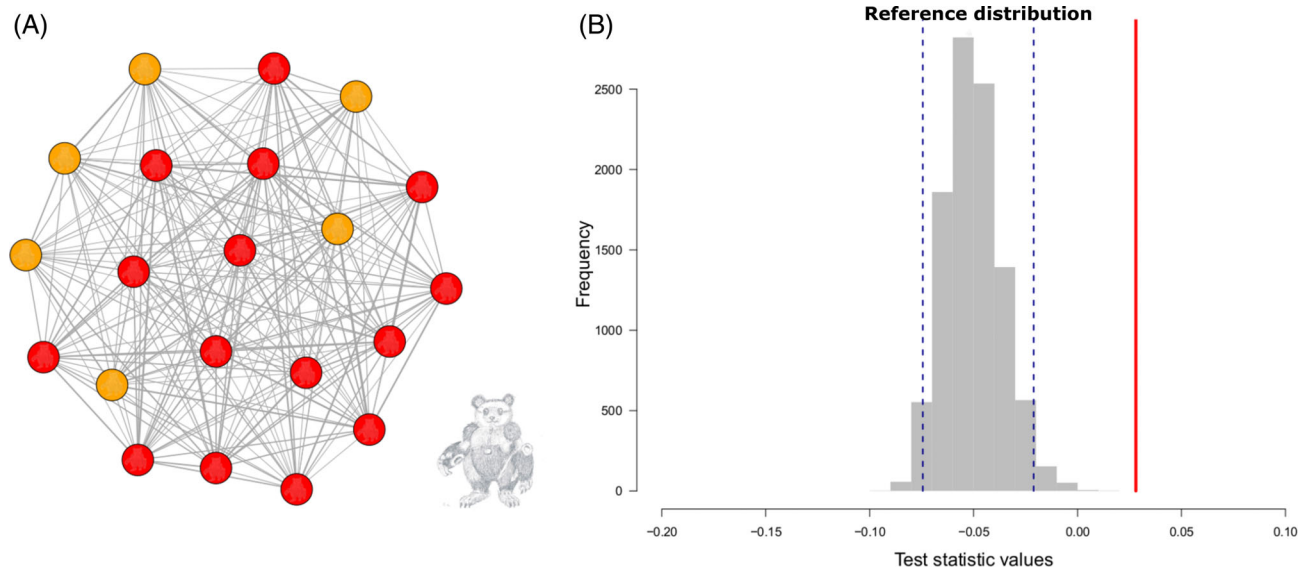 (A)
(B)
Reference distribution
Frequency
2500
2000
1500
1000
500
0
−0.20
−0.15
−0.10
−0.05
0.00
0.05
0.10
Test statistic values